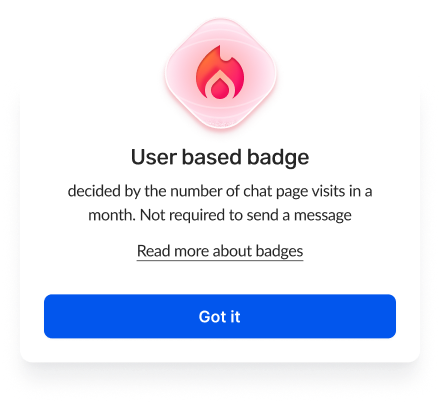 User based badge
decided by the number of chat page visits in a
month. Not required to send a message
Read more about badges
Got it